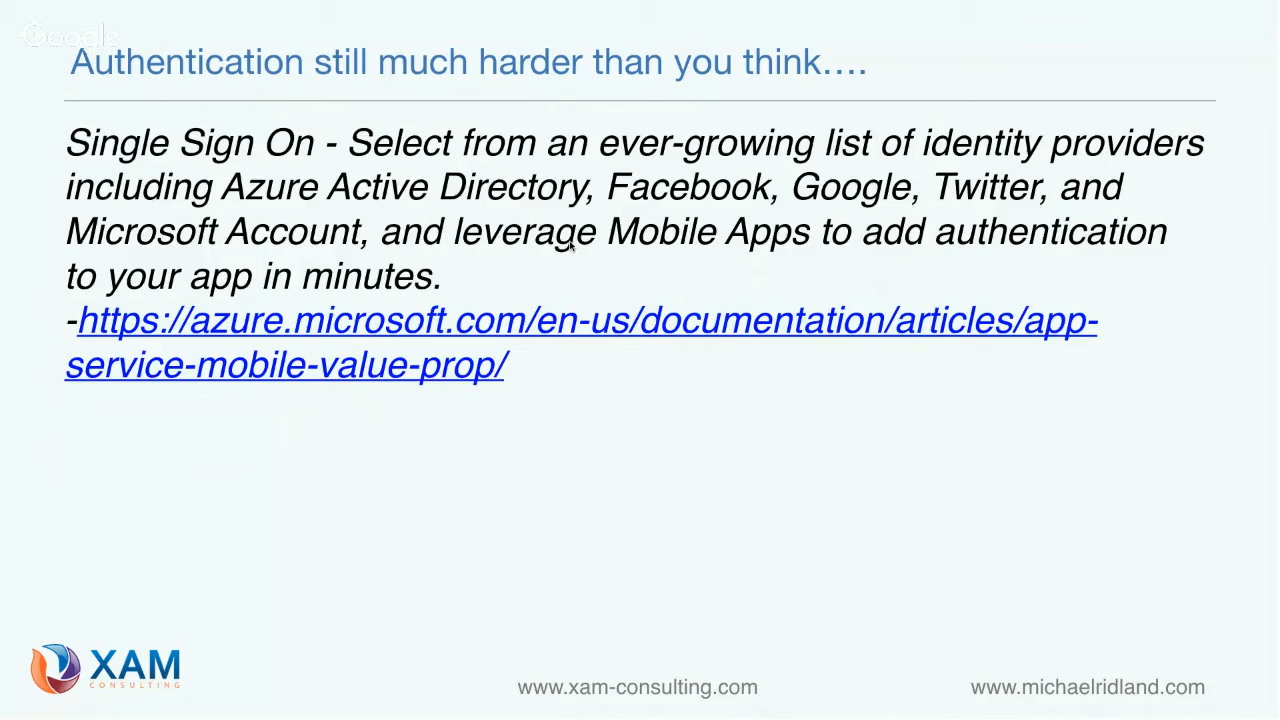 Google
Authentication still much harder than you think….
Single Sign On - Select from an ever-growing list of identity providers
including Azure Active Directory, Facebook, Google, Twitter, and
Microsoft Account, and leverage Mobile Apps to add authentication
to your app in minutes.
-https://azure.microsoft.com/en-us/documentation/articles/app-
service-mobile-value-prop/
XAM
CONSULTING
www.xam-consulting.com
www.michaelridland.com